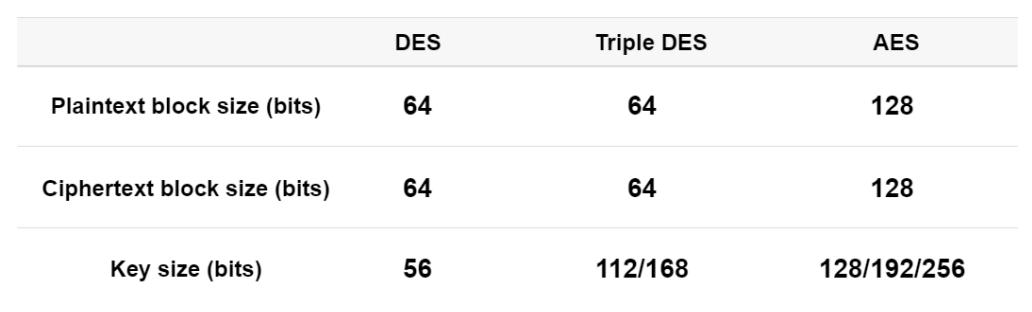 DES Triple DES AES
Plaintext block size (bits) 64 64 128
Ciphertext block size (bits) 64 64 128
Key size (bits) 56 112/168 128/192/256